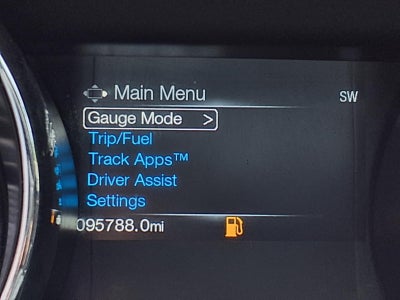 Main Menu
SW
Gauge Mode >
Trip/Fuel
Track Apps™
Driver Assist
Settings
095788.0mi